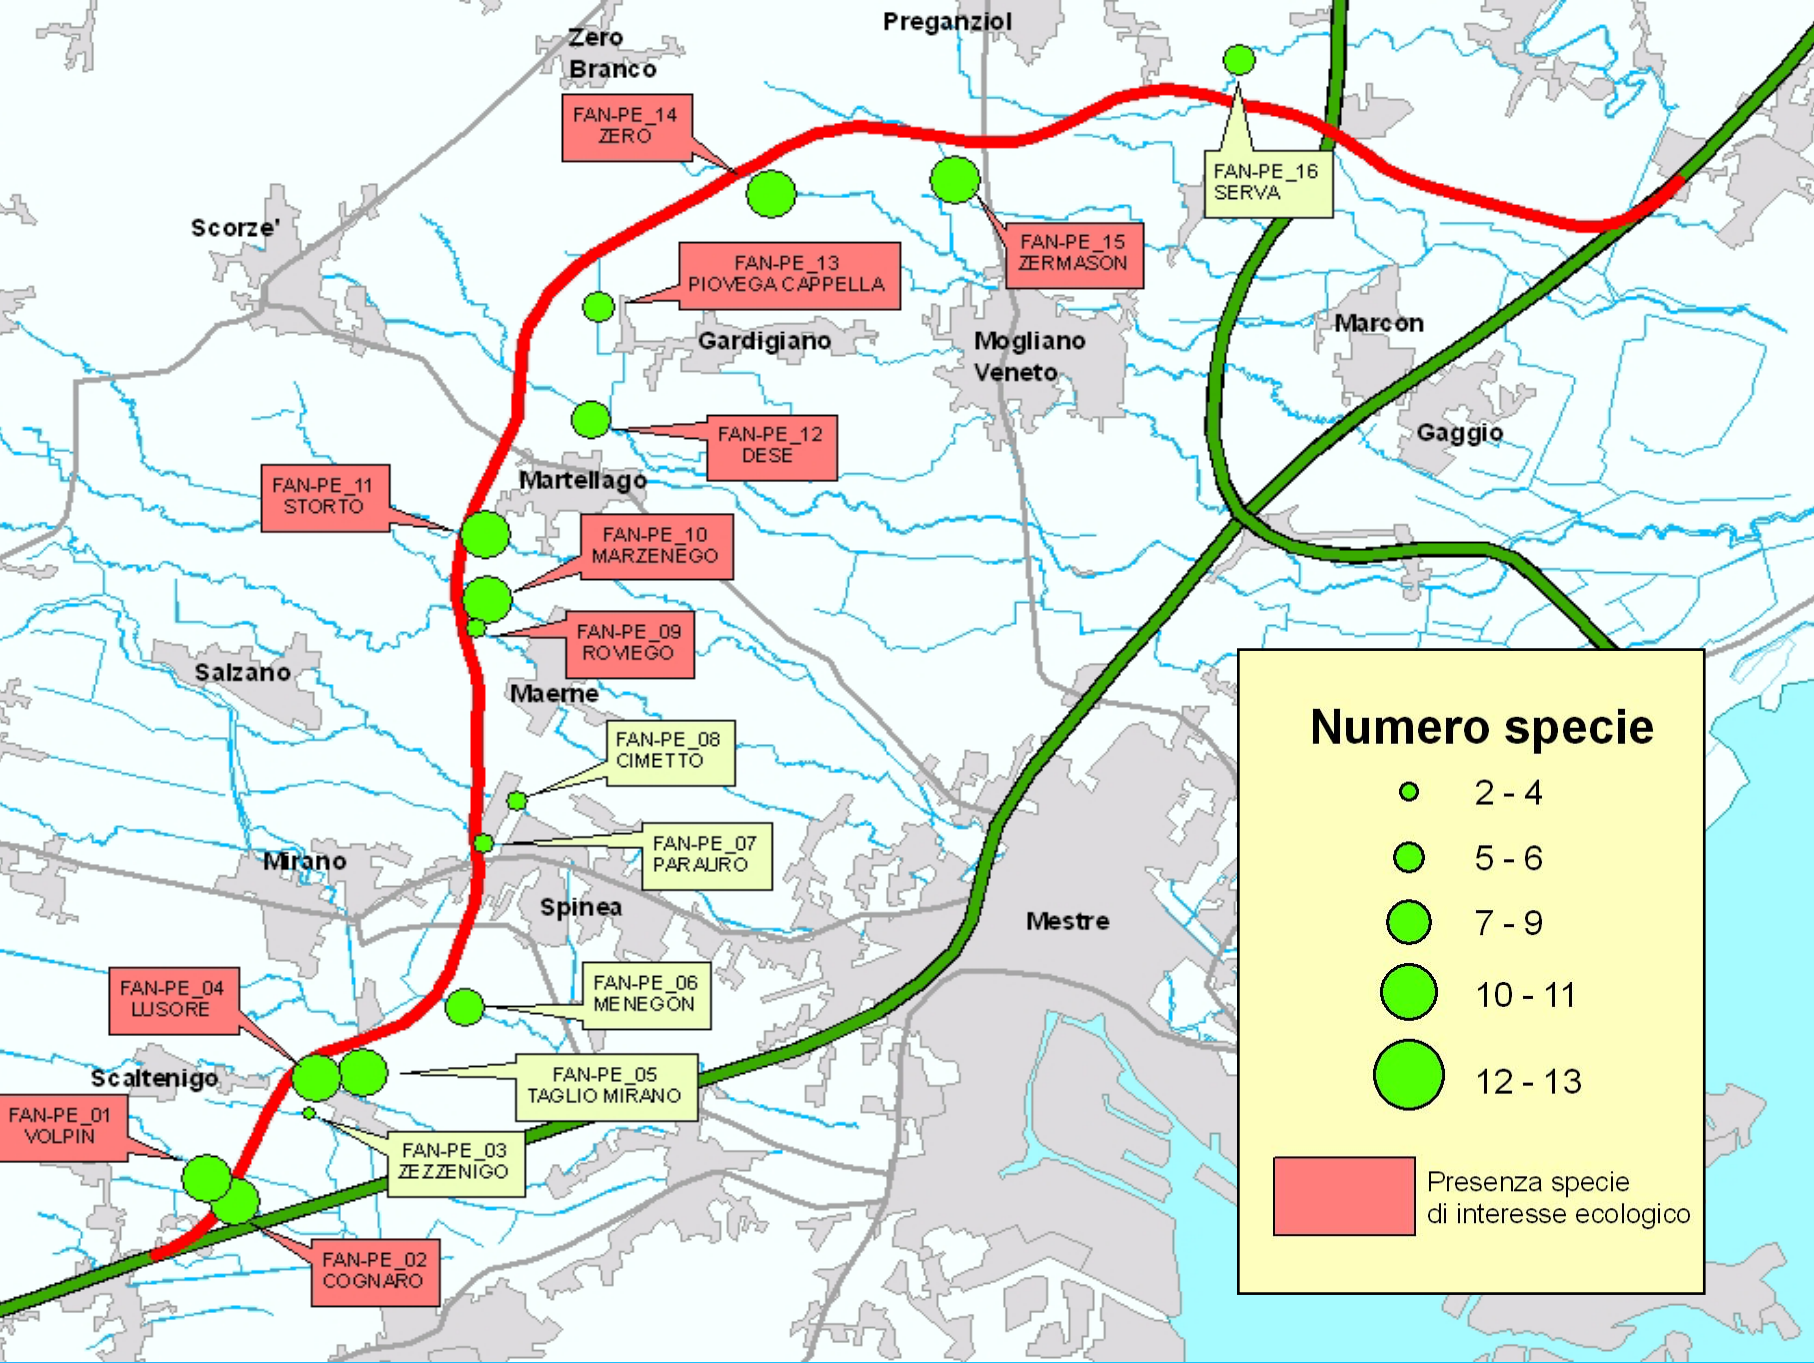 Preganziol
Zero
Branco
FAN-PE_14
ZERO
FAN-PE_16
SERVA
Scorze'
FAN-PE_15
ZERMASON
FAN-PE_13
PIOVEGA CAPPELLA
Gardigiano
Mogliano
Veneto
Marcon
FAN-PE_12
DESE
Gaggio
FAN-PE_11
STORTO
Martellago
FAN-PE_10
MARZENEGO
FAN-PE_09
ROVIEGO
Salzano
Maerne
FAN-PE_08
CIMETTO
FAN-PE_07
PARAURO
Mirano
Spinea
Mestre
FAN-PE_04
LUSORE
FAN-PE_06
MENEGON
Scaltenigo
FAN-PE_05
TAGLIO MIRANO
FAN-PE_01
VOLPIN
FAN-PE_03
ZEZZENIGO
FAN-PE_02
COGNARO
Numero specie
2 - 4
5 - 6
7 - 9
10 - 11
12 - 13
Presenza specie
di interesse ecologico